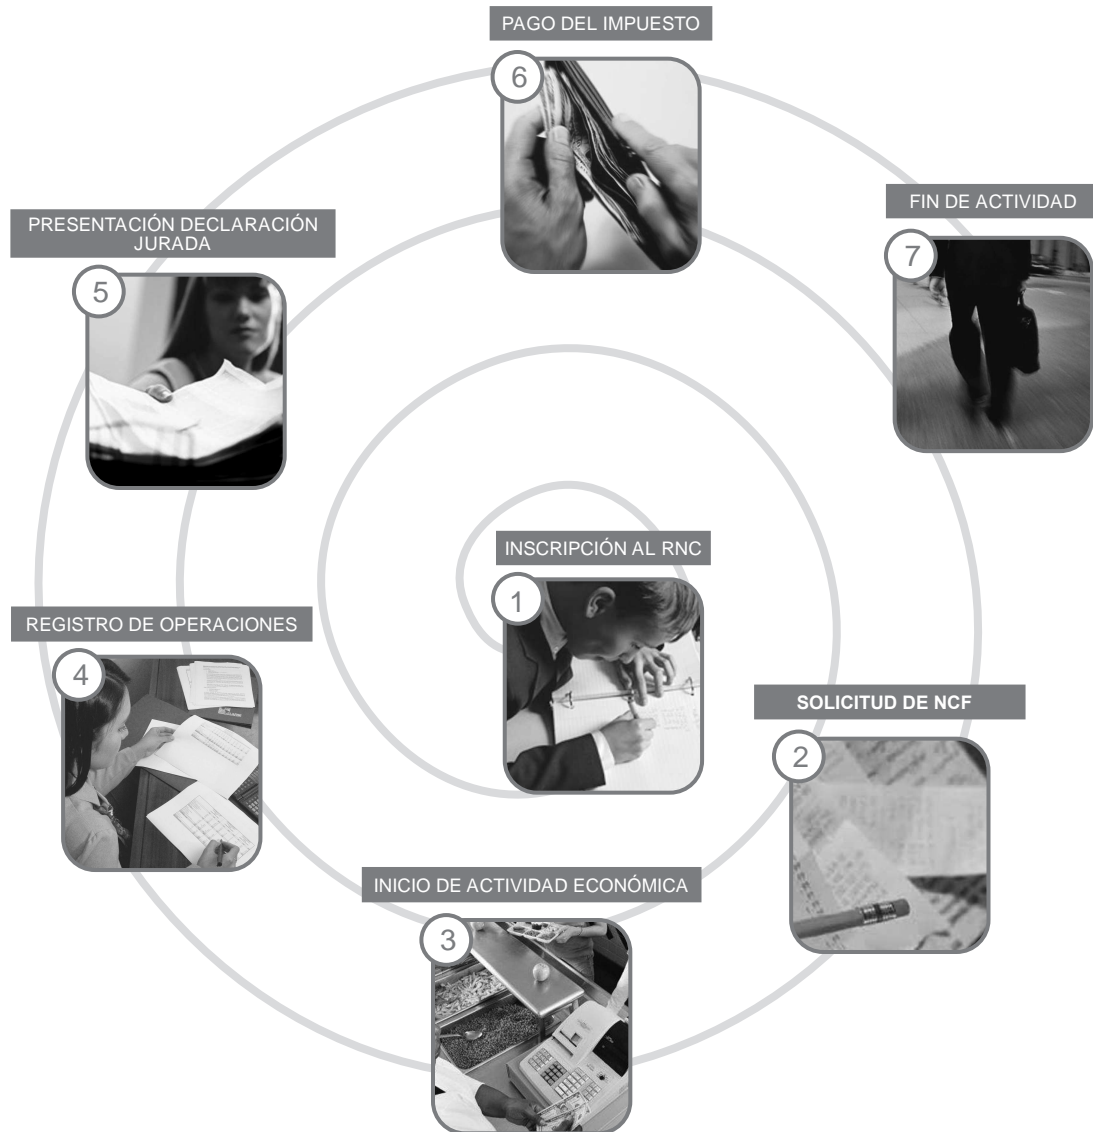 PAGO DEL IMPUESTO
6
FIN DE ACTIVIDAD
7
PRESENTACIÓN DECLARACIÓN
JURADA
5
INSCRIPCIÓN AL RNC
1
REGISTRO DE OPERACIONES
4
SOLICITUD DE NCF
2
INICIO DE ACTIVIDAD ECONÓMICA
3